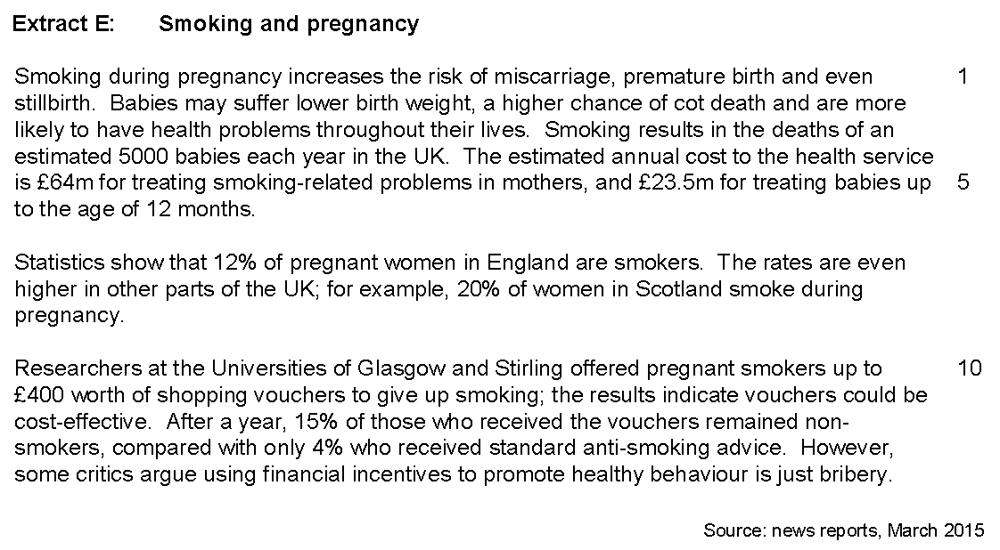 Extract E: Smoking and pregnancy
Smoking during pregnancy increases the risk of miscarriage, premature birth and even 1
stillbirth. Babies may suffer lower birth weight, a higher chance of cot death and are more
likely to have health problems throughout their lives. Smoking results in the deaths of an
estimated 5000 babies each year in the UK. The estimated annual cost to the health service
is £64m for treating smoking-related problems in mothers, and £23.5m for treating babies up 5
to the age of 12 months.
Statistics show that 12% of pregnant women in England are smokers. The rates are even
higher in other parts of the UK; for example, 20% of women in Scotland smoke during
pregnancy.
Researchers at the Universities of Glasgow and Stirling offered pregnant smokers up to 10
£400 worth of shopping vouchers to give up smoking; the results indicate vouchers could be
cost-effective. After a year, 15% of those who received the vouchers remained non-
smokers, compared with only 4% who received standard anti-smoking advice. However,
some critics argue using financial incentives to promote healthy behaviour is just bribery.
Source: news reports, March 2015